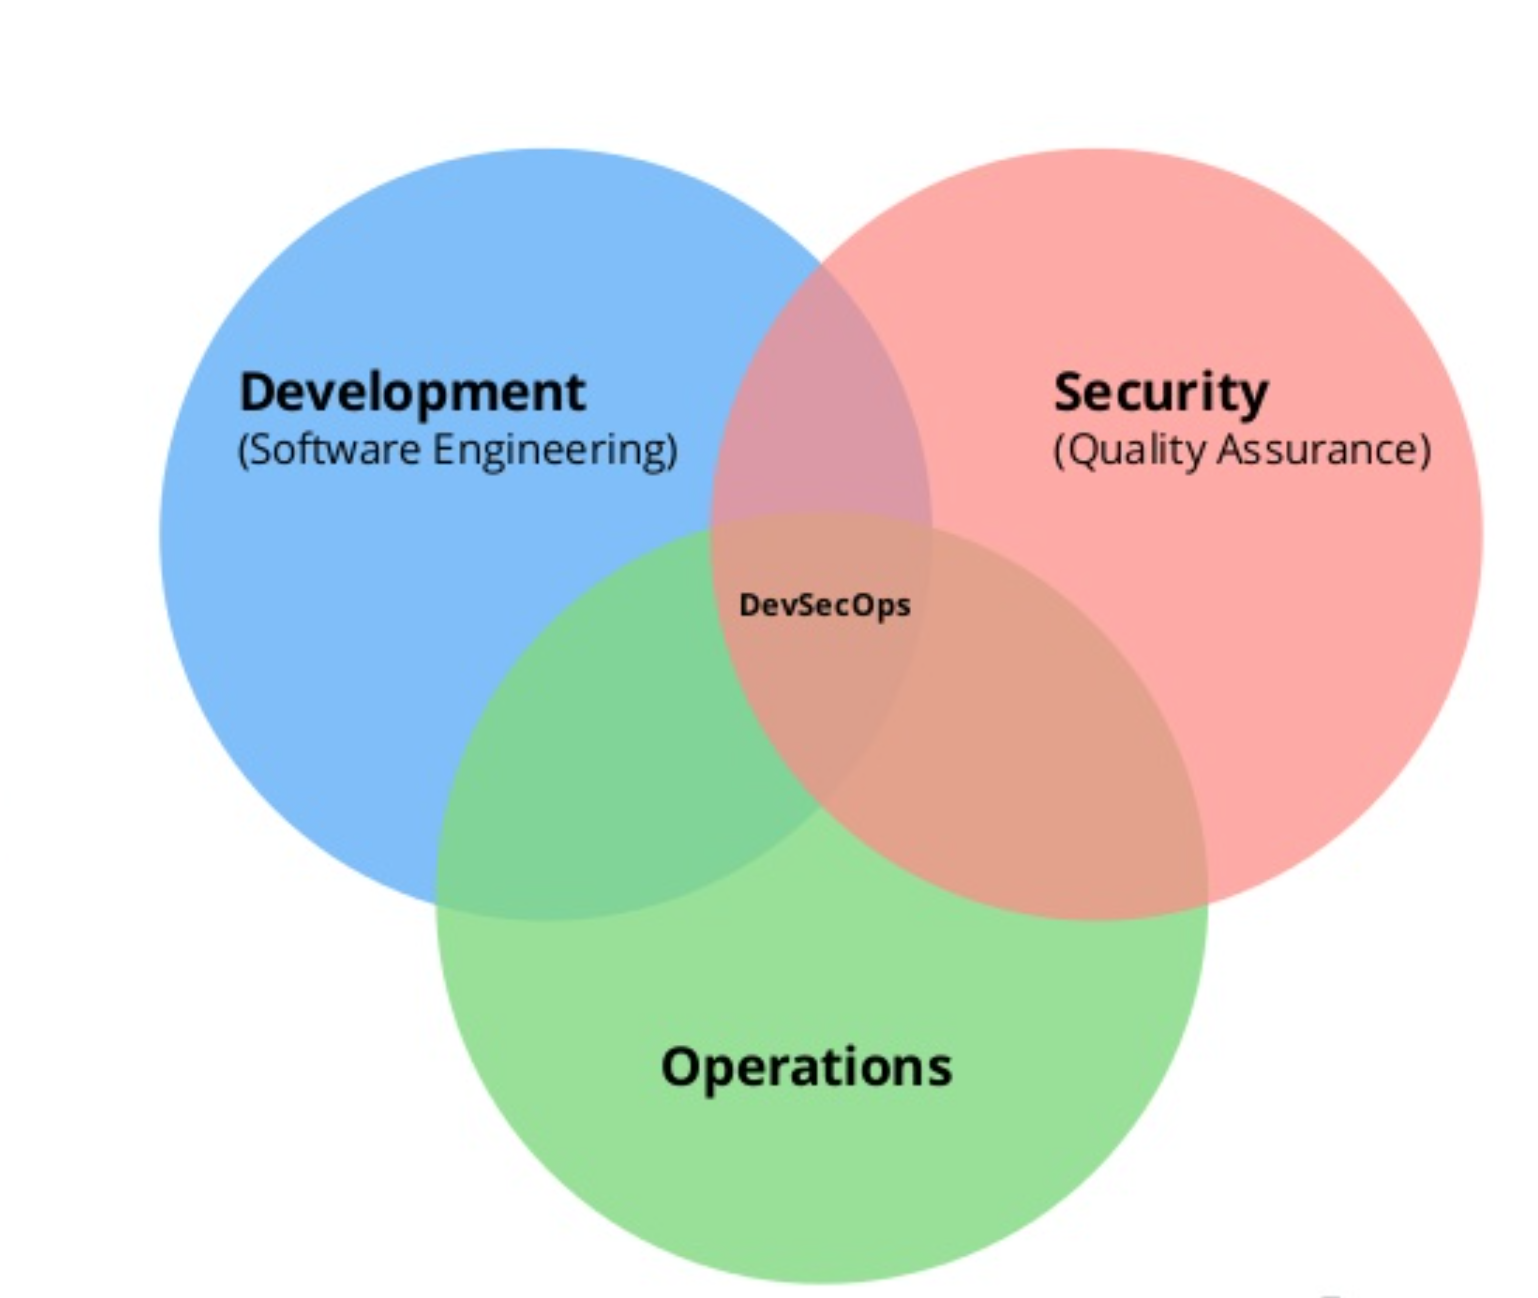 Development
(Software Engineering)
Security
(Quality Assurance)
DevSecOps
Operations